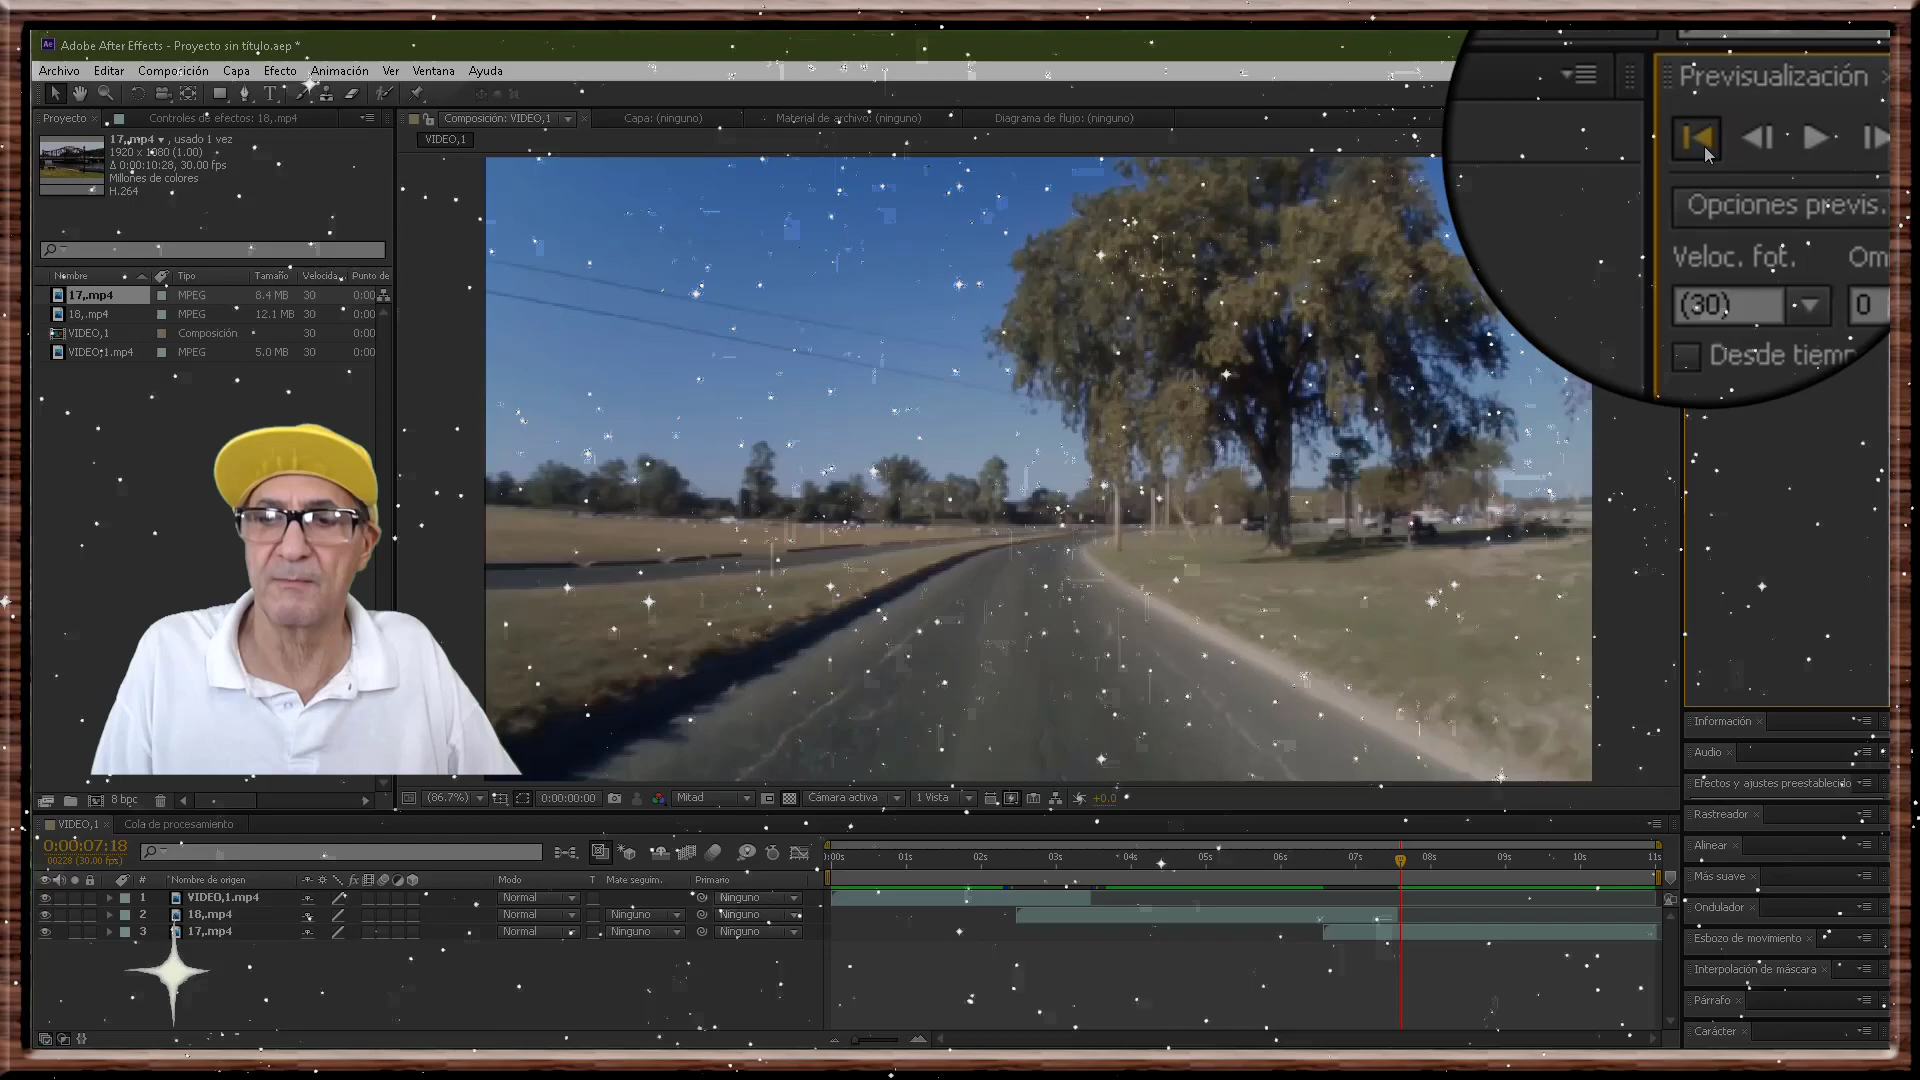 Adobe After Effects - Proyecto sin título.aep *
Archivo Editar Composición Capa Efecto Animación Ver Ventana Ayuda
Proyecto Controles de efectos: 18,.mp4
Composición: VIDEO,1 Capa: (ninguno) Material de archivo: (ninguno) Diagrama de flujo: (ninguno)
VIDEO,1
17,.mp4 , usado 1 vez
1920 x 1080 (1.00)
Δ 0:00:10:28, 30.00 fps
Millones de colores
H.264
Previsualización
Opciones previs.
Veloc. fot. Om
(30) 0
Desde tiemp
Nombre Tipo Tamaño Velocida... Punto de
17,.mp4 MPEG 8.4 MB 30 0:00
18,.mp4 MPEG 12.1 MB 30 0:00
VIDEO,1 Composición 30 0:00
VIDEO,1.mp4 MPEG 5.0 MB 30 0:00
8 bpc
(86.7%) 0:00:00:00 Mitad Cámara activa 1 Vista +0.0
Información
Audio
Efectos y ajustes preestablecido
Rastreador
Alinear
Más suave
Ondulador
Esbozo de movimiento
Interpolación de máscara
Párrafo
Carácter
VIDEO,1 Cola de procesamiento
0:00:07:18
00228 (30.00 fps)
:00s 01s 02s 03s 04s 05s 06s 07s 08s 09s 10s 11s
# Nombre de origen fx Modo T Mate seguim. Primario
1 VIDEO,1.mp4 Normal Ninguno
2 18,.mp4 Normal Ninguno Ninguno
3 17,.mp4 Normal Ninguno Ninguno